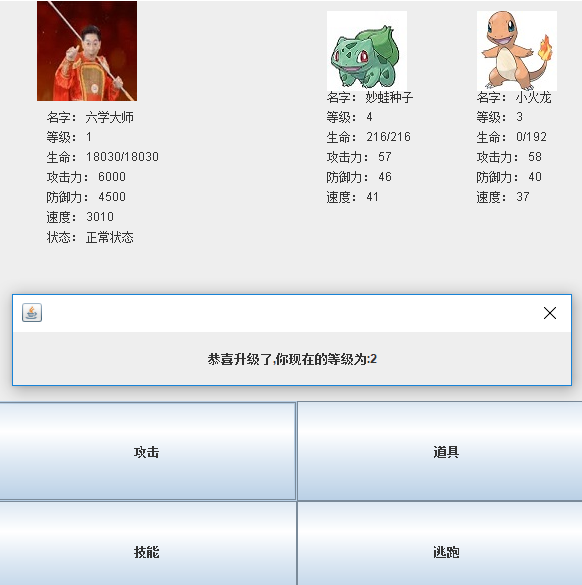 名字: 六学大师
等级: 1
生命: 18030/18030
攻击力: 6000
防御力: 4500
速度: 3010
状态: 正常状态
名字: 妙蛙种子
等级: 4
生命: 216/216
攻击力: 57
防御力: 46
速度: 41
名字: 小火龙
等级: 3
生命: 0/192
攻击力: 58
防御力: 40
速度: 37
恭喜升级了,你现在的等级为:2
攻击
道具
技能
逃跑